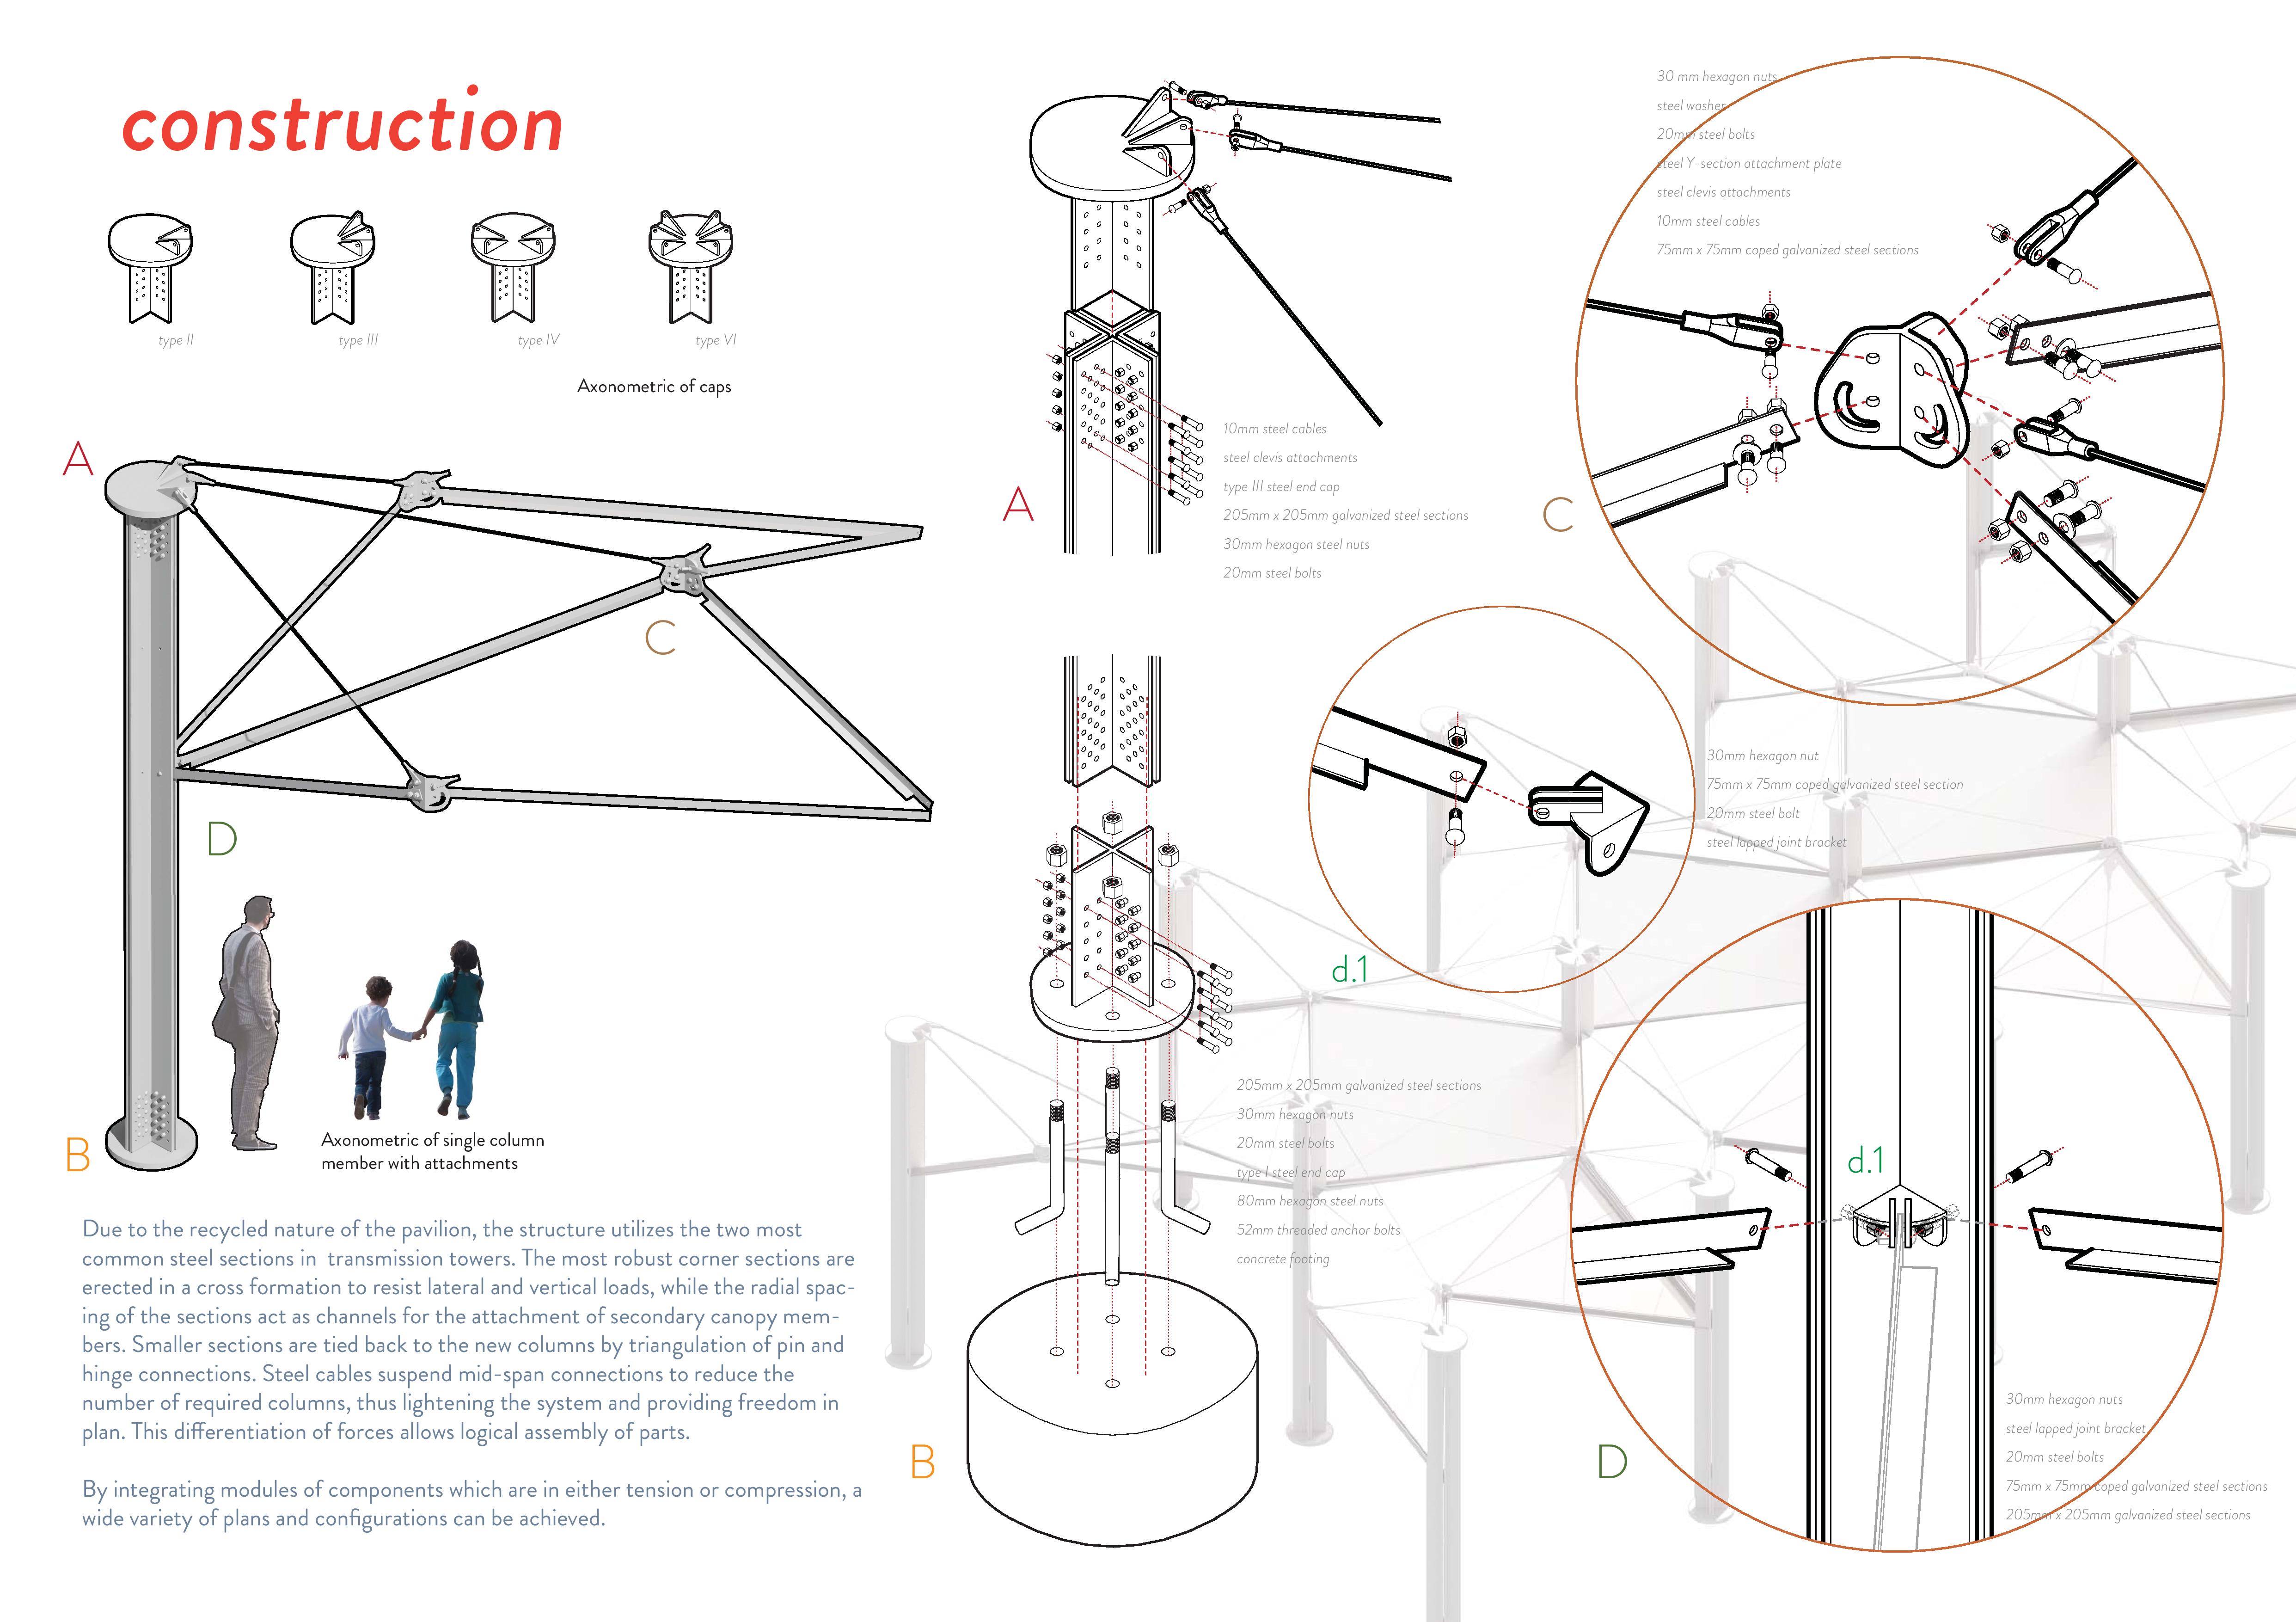 construction
type II
type III
type IV
type VI
Axonometric of caps
A
C
D
B
Axonometric of single column
member with attachments
Due to the recycled nature of the pavilion, the structure utilizes the two most
common steel sections in  transmission towers. The most robust corner sections are
erected in a cross formation to resist lateral and vertical loads, while the radial spac-
ing of the sections act as channels for the attachment of secondary canopy mem-
bers. Smaller sections are tied back to the new columns by triangulation of pin and
hinge connections. Steel cables suspend mid-span connections to reduce the
number of required columns, thus lightening the system and providing freedom in
plan. This differentiation of forces allows logical assembly of parts.
By integrating modules of components which are in either tension or compression, a
wide variety of plans and configurations can be achieved.
A
10mm steel cables
steel clevis attachments
type III steel end cap
205mm x 205mm galvanized steel sections
30mm hexagon steel nuts
20mm steel bolts
B
205mm x 205mm galvanized steel sections
30mm hexagon nuts
20mm steel bolts
type I steel end cap
80mm hexagon steel nuts
52mm threaded anchor bolts
concrete footing
C
30 mm hexagon nuts
steel washer
20mm steel bolts
steel Y-section attachment plate
steel clevis attachments
10mm steel cables
75mm x 75mm coped galvanized steel sections
d.1
30mm hexagon nut
75mm x 75mm coped galvanized steel section
20mm steel bolt
steel lapped joint bracket
D
d.1
30mm hexagon nuts
steel lapped joint bracket
20mm steel bolts
75mm x 75mm coped galvanized steel sections
205mm x 205mm galvanized steel sections